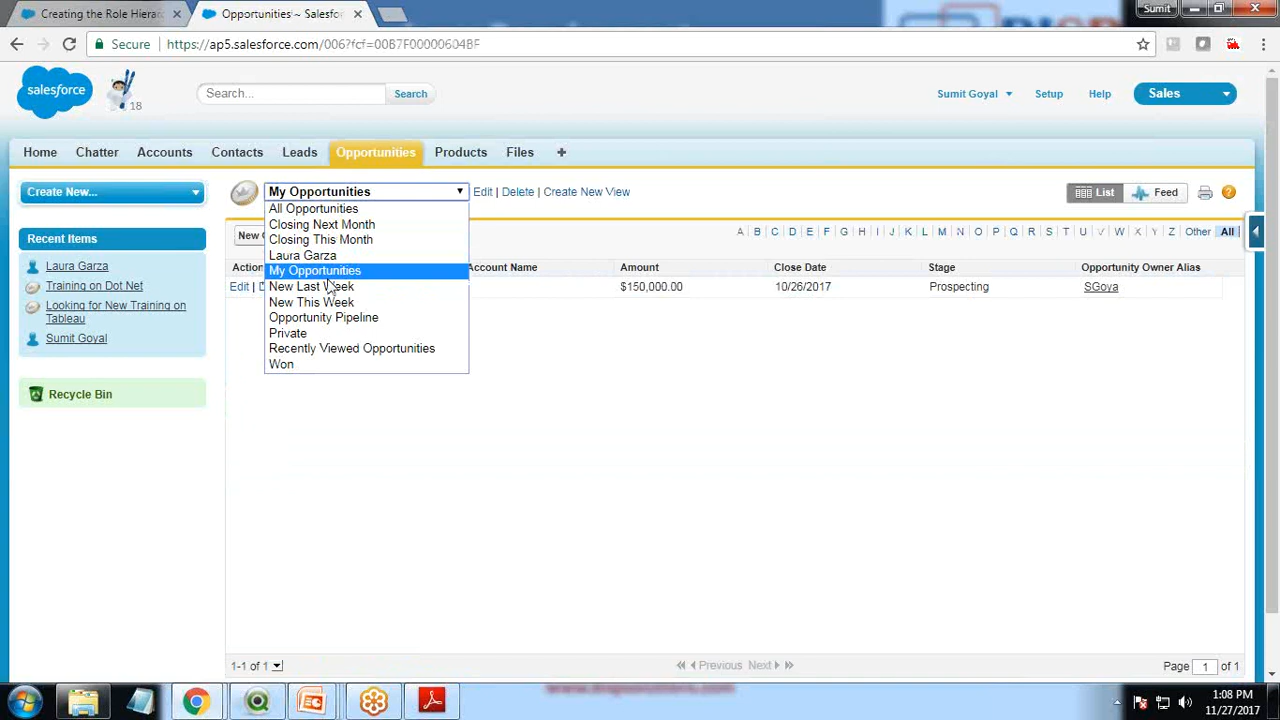 Creating the Role Hierar
Opportunities ~ Salesfor
Sumit
Secure
https://ap5.salesforce.com/006?fcf=00B7F00000604BF
salesforce
18
Search...
Search
Sumit Goyal
Setup
Help
Sales
Home
Chatter
Accounts
Contacts
Leads
Opportunities
Products
Files
Create New...
My Opportunities
Edit | Delete | Create New View
List
Feed
All Opportunities
Closing Next Month
Closing This Month
Laura Garza
My Opportunities
New Last Week
New This Week
Opportunity Pipeline
Private
Recently Viewed Opportunities
Won
Recent Items
Laura Garza
Training on Dot Net
Looking for New Training on
Tableau
Sumit Goyal
Recycle Bin
New
A | B | C | D | E | F | G | H | I | J | K | L | M | N | O | P | Q | R | S | T | U | V | W | X | Y | Z | Other All
Action
Account Name
Amount
Close Date
Stage
Opportunity Owner Alias
Edit |
$150,000.00
10/26/2017
Prospecting
SGoya
1-1 of 1
Previous
Next
Page 1 of 1
1:08 PM
11/27/2017